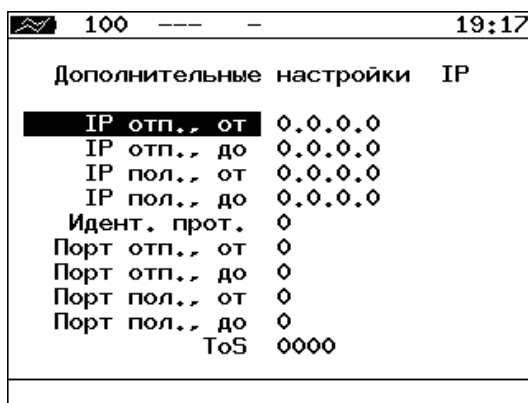 100 --- - 19:17
Дополнительные настройки IP
IP отп., от 0.0.0.0
IP отп., до 0.0.0.0
IP пол., от 0.0.0.0
IP пол., до 0.0.0.0
Идент. прот. 0
Порт отп., от 0
Порт отп., до 0
Порт пол., от 0
Порт пол., до 0
ToS 0000